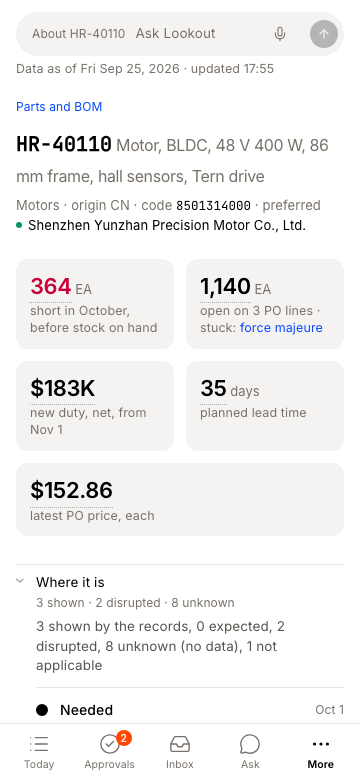 About HR-40110 Ask Lookout
Data as of Fri Sep 25, 2026 · updated 17:55
Parts and BOM
HR-40110 Motor, BLDC, 48 V 400 W, 86
mm frame, hall sensors, Tern drive
Motors · origin CN · code 8501314000 · preferred
Shenzhen Yunzhan Precision Motor Co., Ltd.
364 EA
short in October,
before stock on hand
1,140 EA
open on 3 PO lines ·
stuck: force majeure
$183K
new duty, net, from
Nov 1
35 days
planned lead time
$152.86
latest PO price, each
Where it is
3 shown · 2 disrupted · 8 unknown
3 shown by the records, 0 expected, 2
disrupted, 8 unknown (no data), 1 not
applicable
Needed Oct 1
2
Today Approvals Inbox Ask More